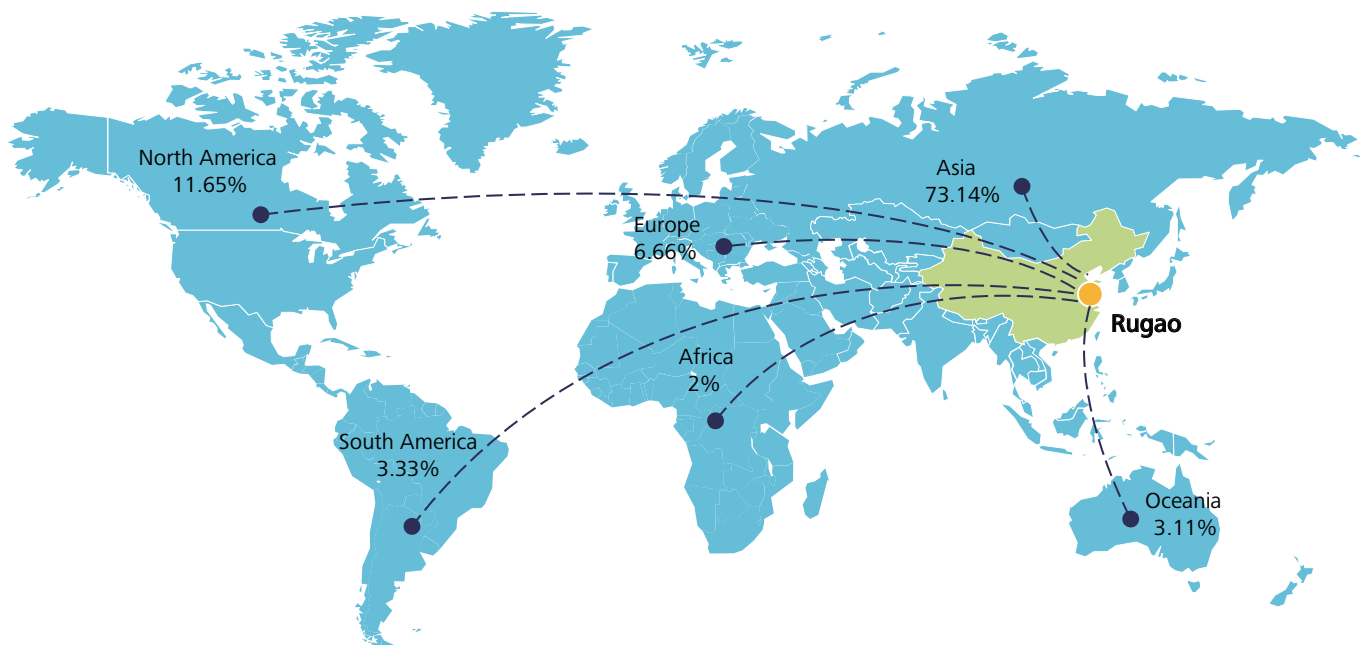 North America
11.65%
Asia
73.14%
Europe
6.66%
Rugao
Africa
2%
South America
3.33%
Oceania
3.11%